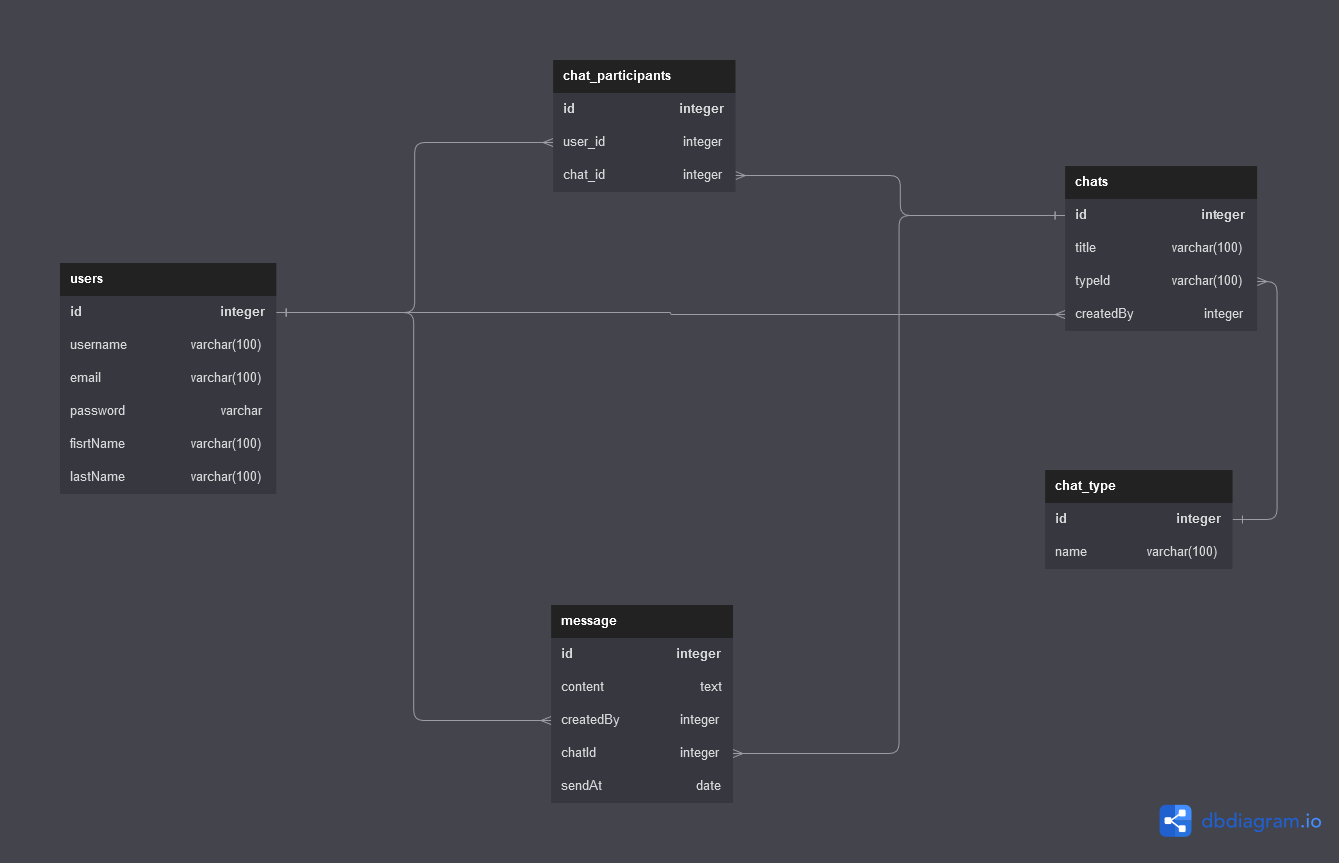 chat_participants
id integer
user_id integer
chat_id integer
chats
id integer
title varchar(100)
typeId varchar(100)
createdBy integer
users
id integer
username varchar(100)
email varchar(100)
password varchar
fisrtName varchar(100)
lastName varchar(100)
chat_type
id integer
name varchar(100)
message
id integer
content text
createdBy integer
chatId integer
sendAt date
dbdiagram.io